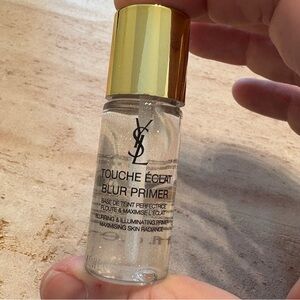 YSL
TOUCHE ÉCLAT
BLUR PRIMER
BASE DE TEINT PERFECTRICE
FLOUTE & MAXIMISE L'ÉCLAT
BLURRING & ILLUMINATING PRIMER
MAXIMISING SKIN RADIANCE